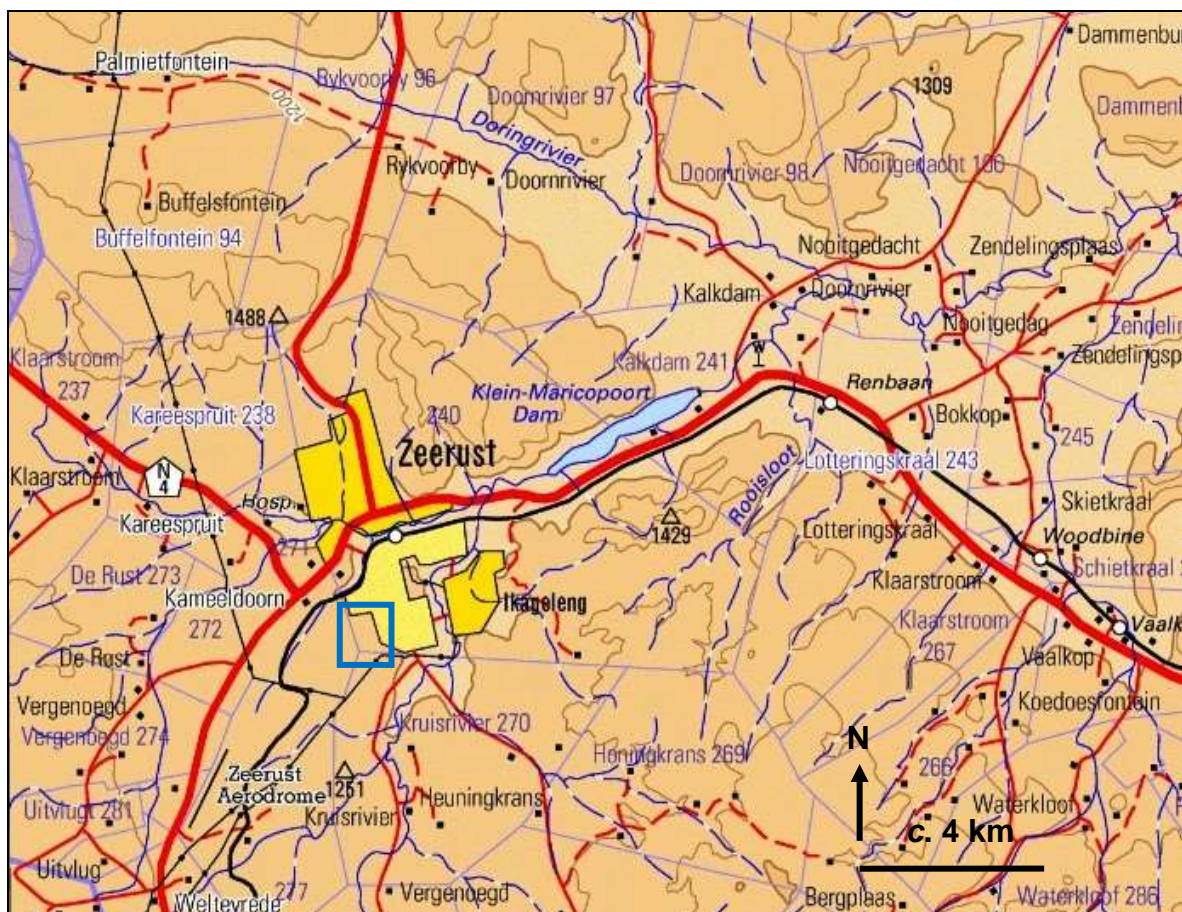 Palmietfontein
Rykvoorby 96
Doornrivier 97
1309
Dammenbu
Dammenbu
1200
Doringrivier
Rykvoorby
Doornrivier
Doornrivier 98
Nooitgedacht 100
Buffelsfontein
Buffelfontein 94
Nooitgedacht
Zendelingsplaas
Kalkdam
Doornrivier
1488
Nooitgedag
Zendelin
Klaarstroom
237
Kalkdam 241
W
Zendelingsp
Renbaan
Kareespruit 238
240
Klein-Maricopoort
Dam
Bokkop
245
Zeerust
Lotteringskraal 243
Klaarstroom
N
4
Hosp.
Rooisloot
Skietkraal
Kareespruit
271
1429
Lotteringskraal
Woodbine
De Rust 273
Klaarstroom
Schietkraal 2
Kameeldoorn
Ikageleng
272
Klaarstroom
267
Vaalk
De Rust
Vaalkop
Vergenoegd
Koedoesfontein
Vergenoegd 274
Kruisrivier 270
Honingkrans 269
N
266
Zeerust
Aerodrome
1251
Uitvlugt 281
Kruisrivier
Heuningkrans
Waterkloof
c. 4 km
Uitvlug
277
Vergenoegd
Weltevrede
Bergplaas
Waterkloof 286